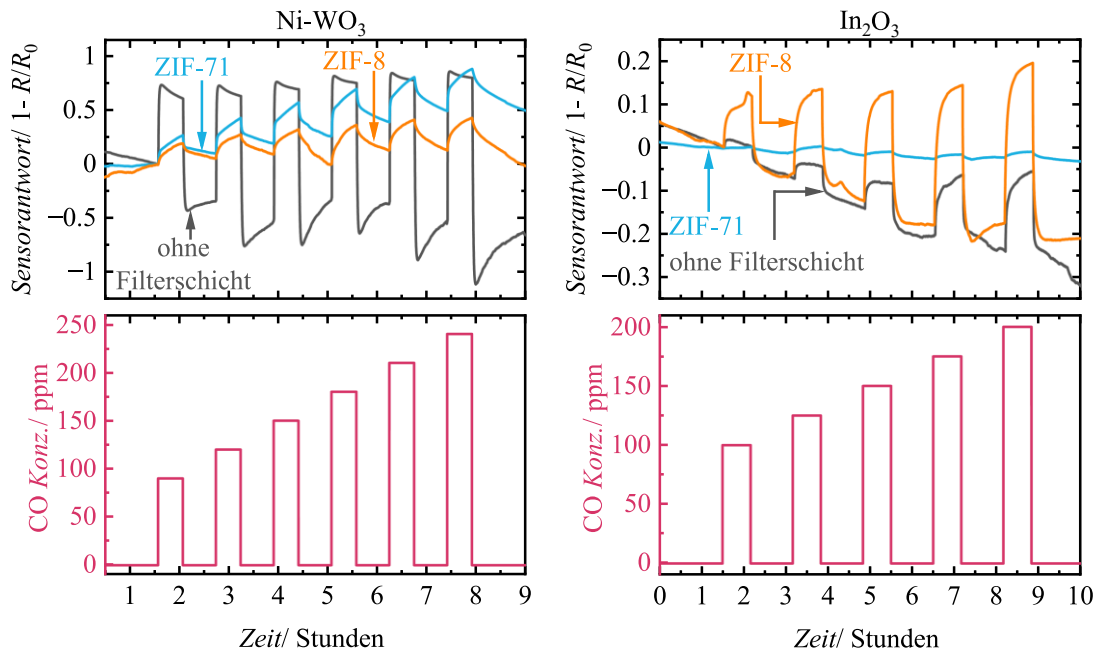 Ni-WO₃
Sensorantwort/ 1- R/R₀
1
0.5
0
−0.5
−1
ZIF-71
ZIF-8
ohne
Filterschicht
CO Konz./ ppm
250
200
150
100
50
0
1 2 3 4 5 6 7 8 9
Zeit/ Stunden
In₂O₃
Sensorantwort/ 1- R/R₀
0.2
0.1
0
−0.1
−0.2
−0.3
ZIF-8
ZIF-71
ohne Filterschicht
CO Konz./ ppm
200
150
100
50
0
0 1 2 3 4 5 6 7 8 9 10
Zeit/ Stunden